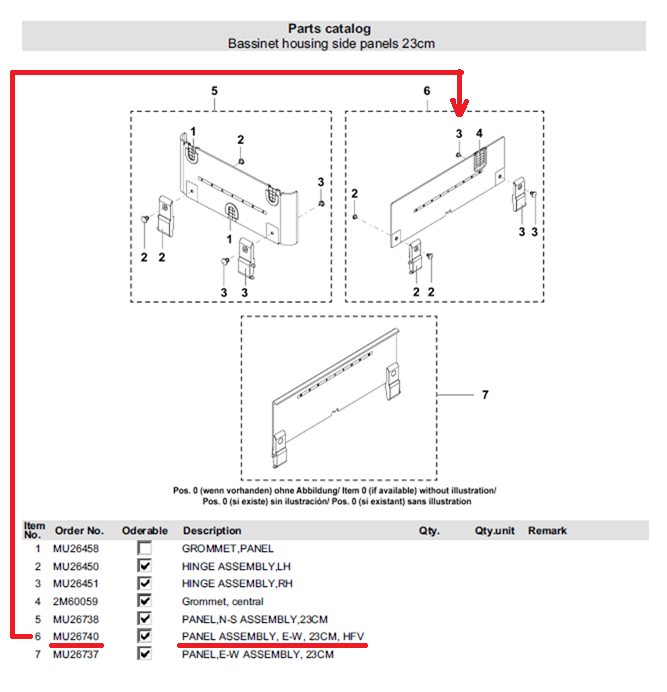 Parts catalog
Bassinet housing side panels 23cm
5
6
1
2
3
1
2 2
3 3
3 4
2
3 3
2 2
7
Pos. 0 (wenn vorhanden) ohne Abbildung/ Item 0 (if available) without illustration/
Pos. 0 (si existe) sin ilustración/ Pos. 0 (si existant) sans illustration
Item No. Order No. Oderable Description Qty. Qty.unit Remark
1 MU26458 GROMMET,PANEL
2 MU26450 HINGE ASSEMBLY,LH
3 MU26451 HINGE ASSEMBLY,RH
4 2M60059 Grommet, central
5 MU26738 PANEL,N-S ASSEMBLY,23CM
6 MU26740 PANEL ASSEMBLY, E-W, 23CM, HFV
7 MU26737 PANEL,E-W ASSEMBLY, 23CM